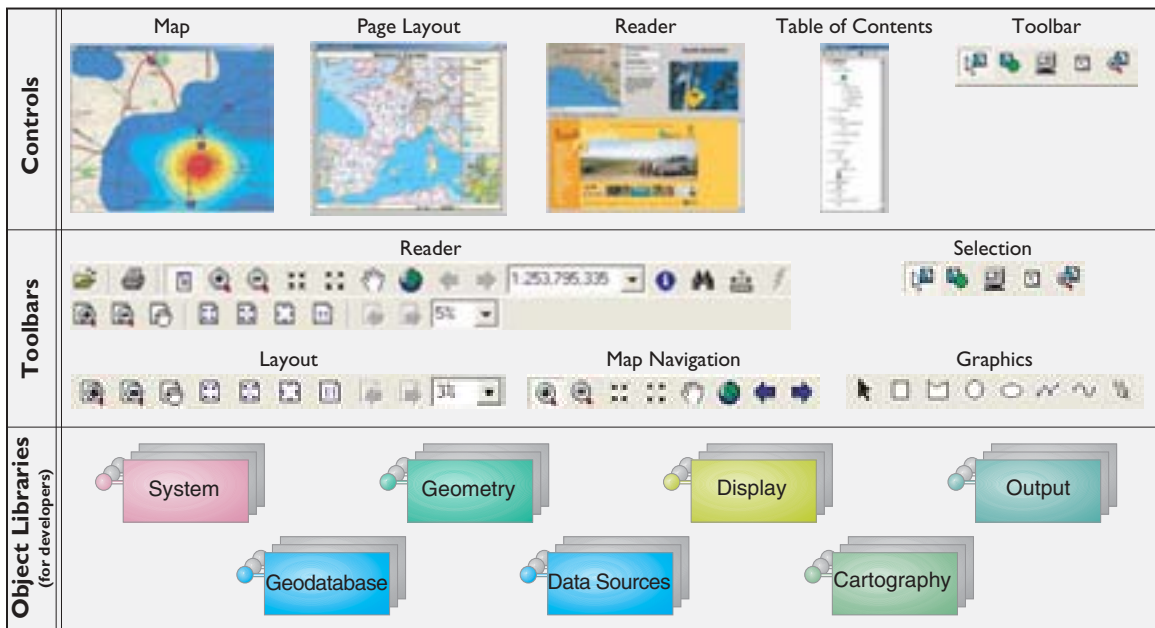 Controls
Map
Page Layout
Reader
Table of Contents
Toolbar
Toolbars
Reader
Selection
1:253,795,335
5%
Layout
Map Navigation
Graphics
3%
Object Libraries
(for developers)
System
Geometry
Display
Output
Geodatabase
Data Sources
Cartography